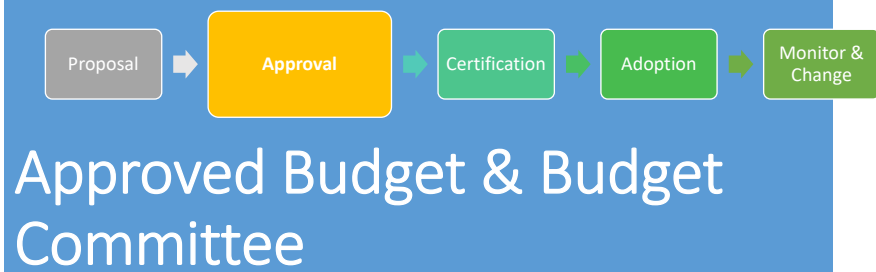 Proposal
Approval
Certification
Adoption
Monitor &
Change
Approved Budget & Budget
Committee